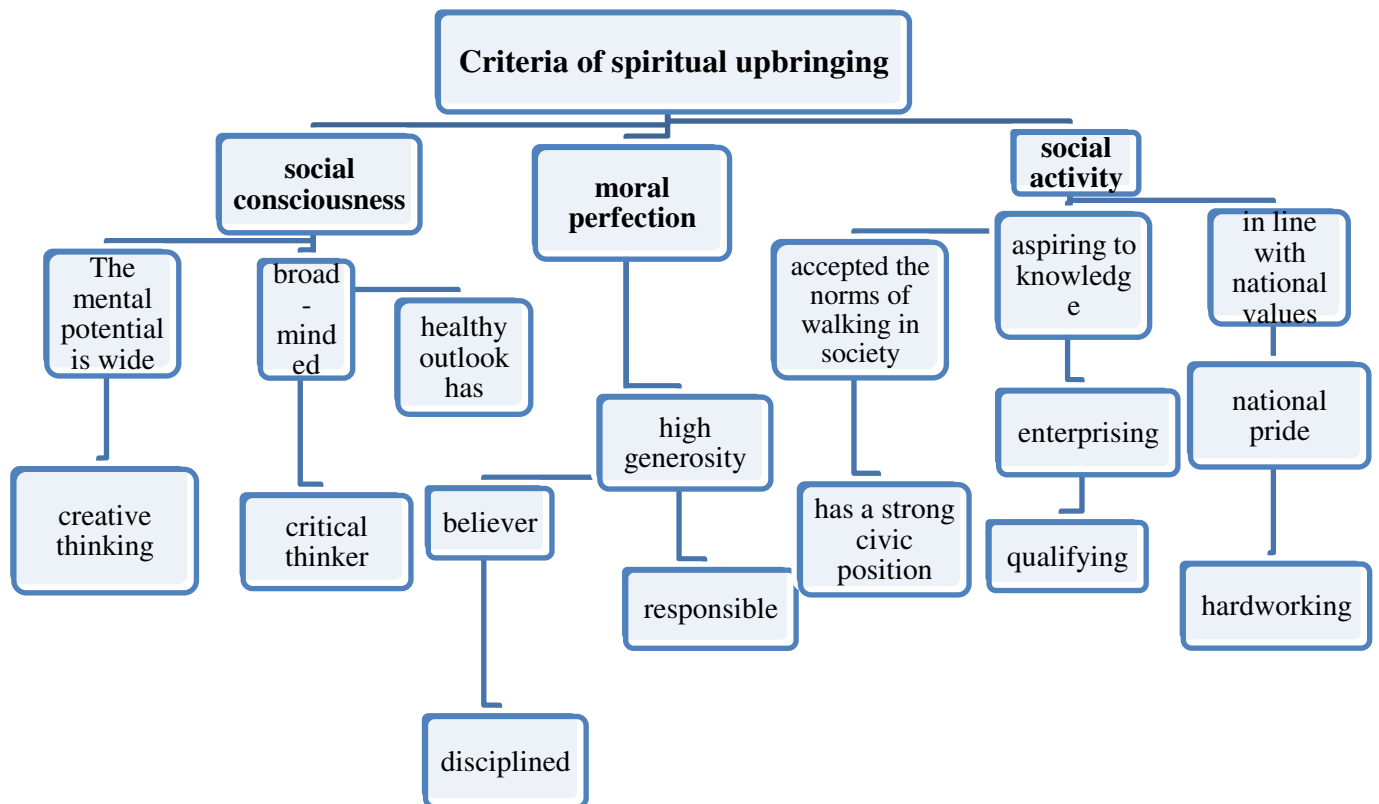 Criteria of spiritual upbringing
social
consciousness
moral
perfection
social
activity
The
mental
potential
is wide
broad
-
mind
ed
healthy
outlook
has
accepted the
norms of
walking in
society
aspiring to
knowledg
e
in line
with
national
values
creative
thinking
critical
thinker
high
generosity
believer
responsible
disciplined
has a strong
civic
position
enterprising
qualifying
national
pride
hardworking